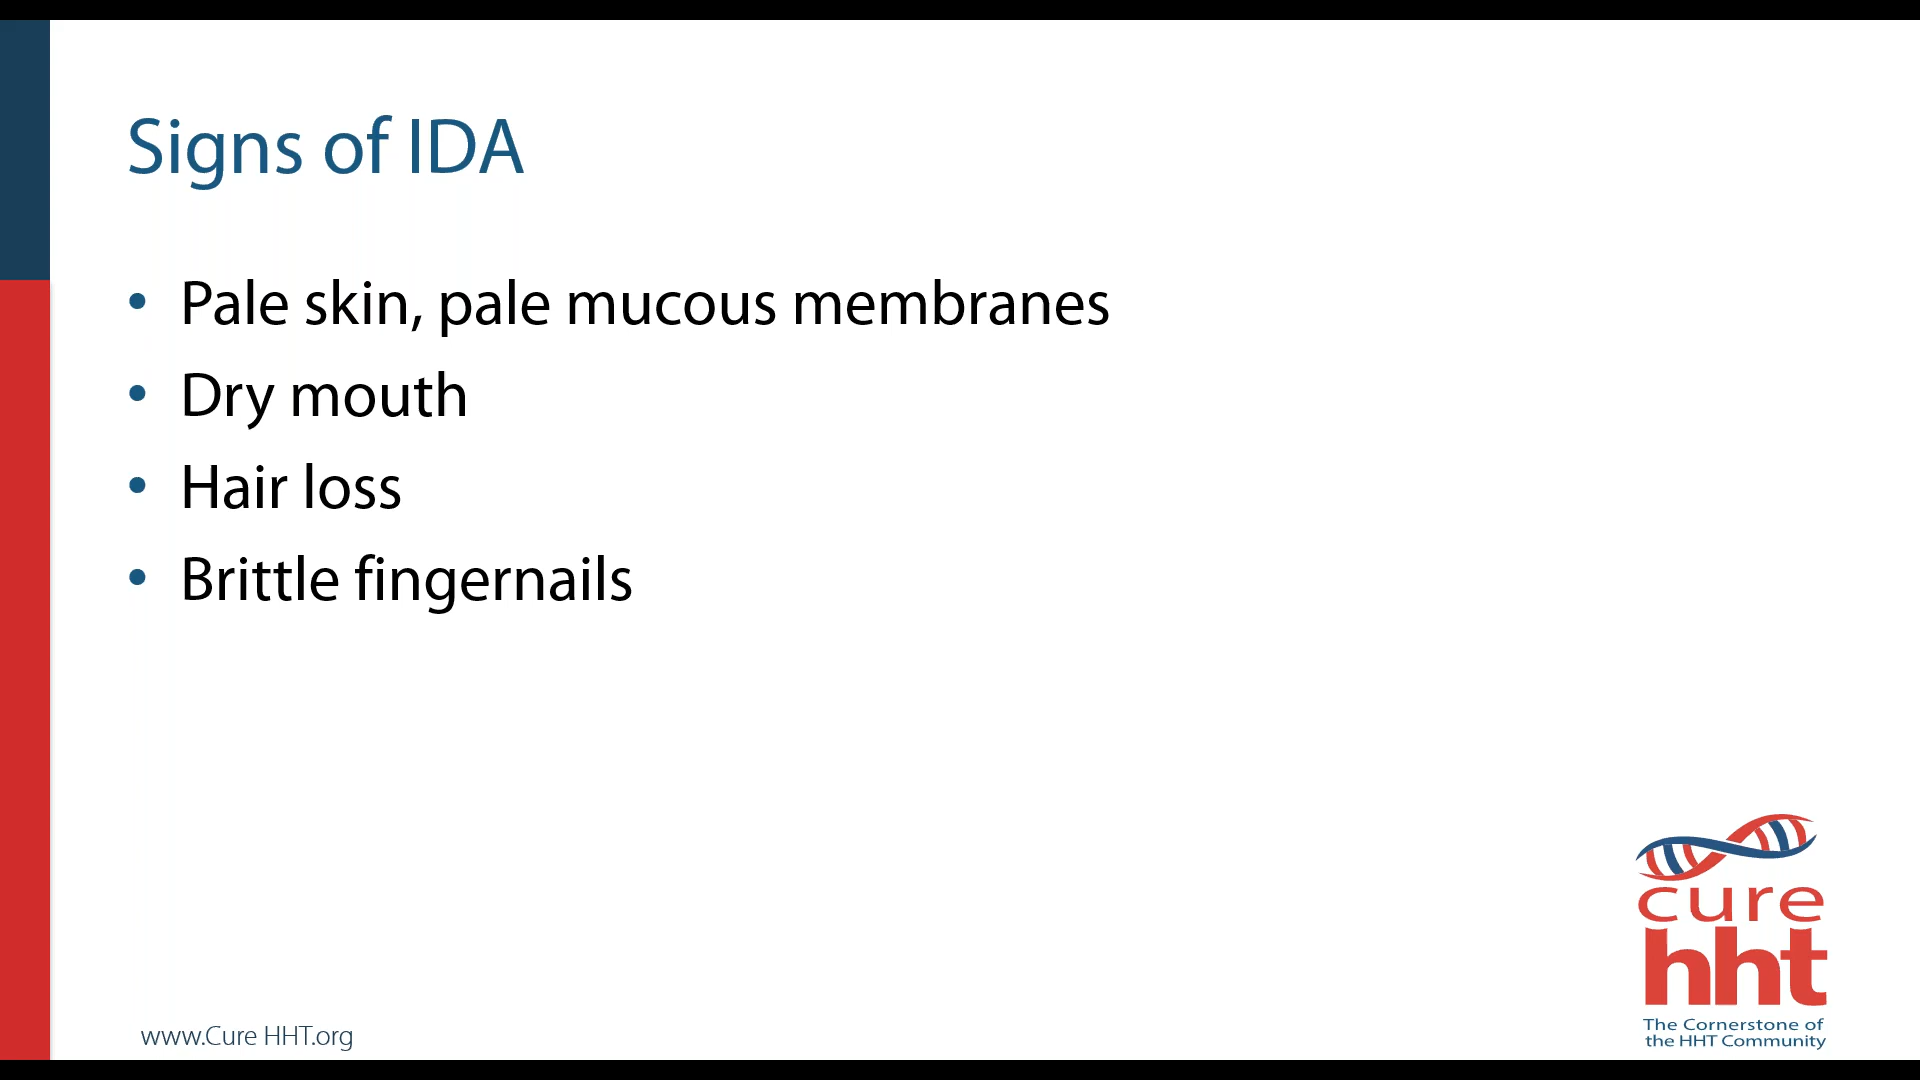 Signs of IDA
• Pale skin, pale mucous membranes
• Dry mouth
• Hair loss
• Brittle fingernails
www.Cure HHT.org
cure
hht
The Cornerstone of
the HHT Community